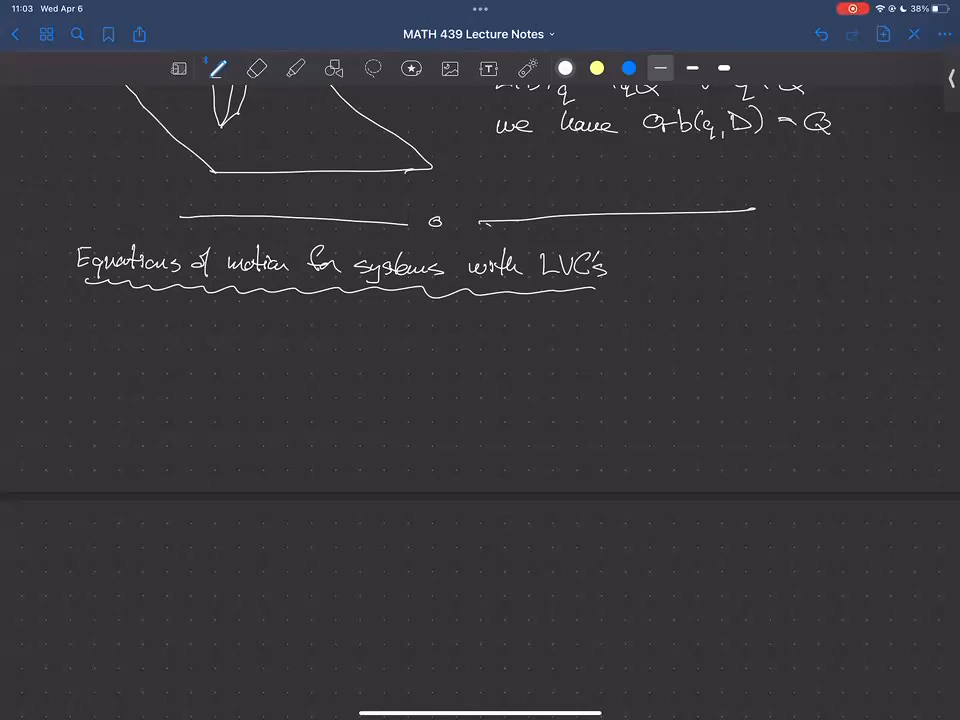 11:03 Wed Apr 6
38%
MATH 439 Lecture Notes
we have Orb(q, D) = Q
Equations of motion for systems with LVC's